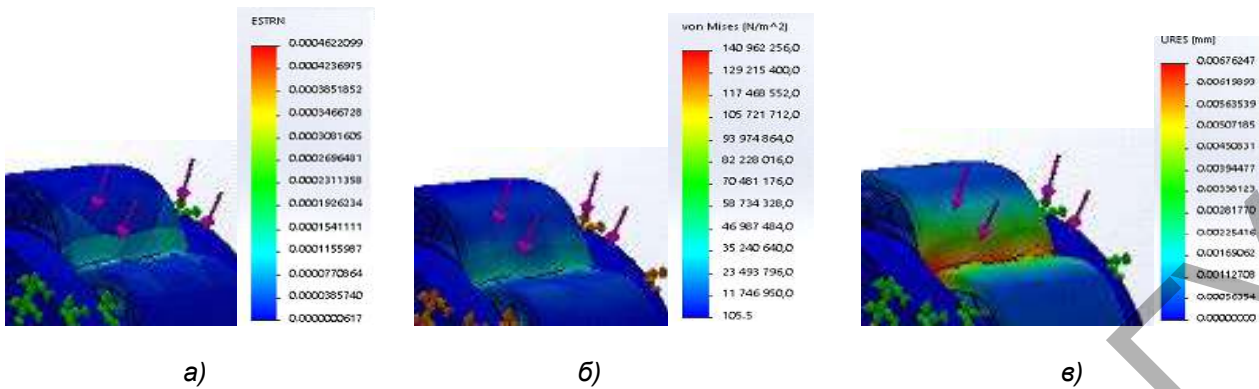 ESTRN
0.0004622099
0.0004236975
0.0003851852
0.0003466728
0.0003081605
0.0002696481
0.0002311358
0.0001926234
0.0001541111
0.0001155987
0.0000770864
0.0000385740
0.0000000617
von Mises (N/m^2)
140 962 256,0
129 215 400,0
117 468 552,0
105 721 712,0
93 974 864,0
82 228 016,0
70 481 176,0
58 734 328,0
46 987 484,0
35 240 640,0
23 493 796,0
11 746 950,0
105.5
URES (mm)
0.00676247
0.00619893
0.00563539
0.00507185
0.00450831
0.00394477
0.00338123
0.00281770
0.00225416
0.00169062
0.00112708
0.00056354
0.00000000
а)
б)
в)